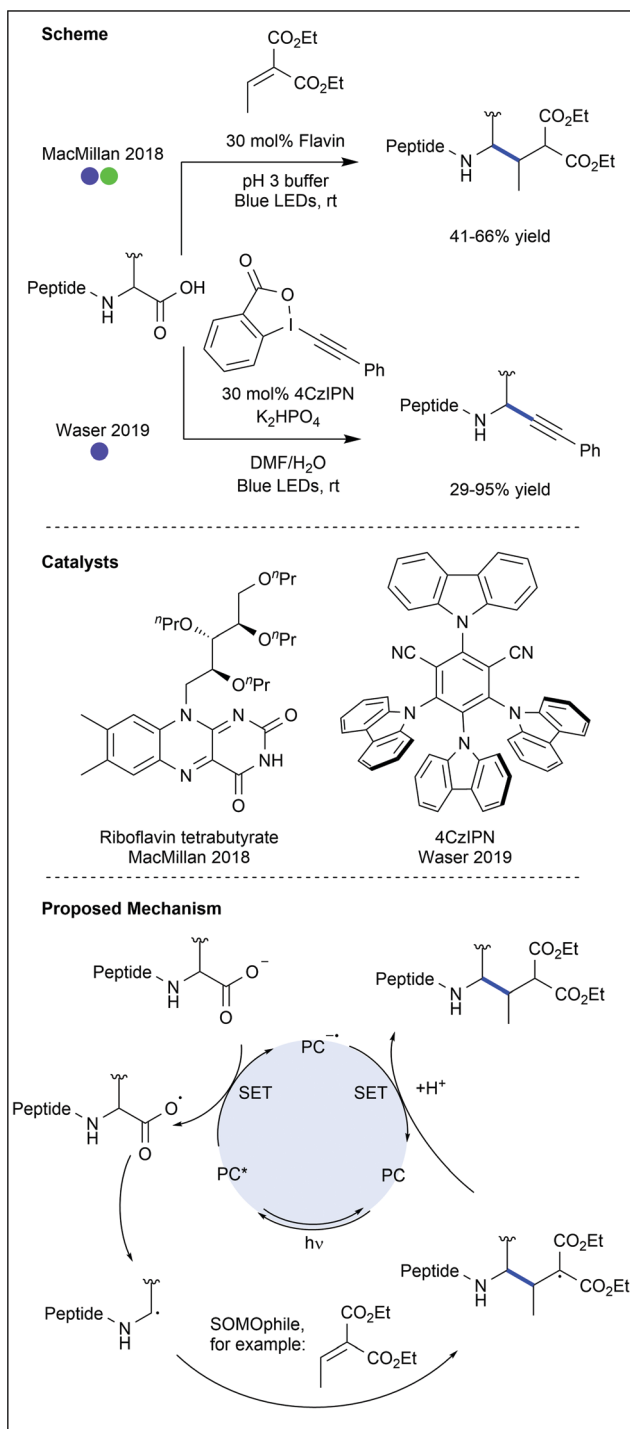 Scheme
CO2Et
CO2Et
MacMillan 2018
30 mol% Flavin
pH 3 buffer
Blue LEDs, rt
Peptide
N
H
CO2Et
CO2Et
41-66% yield
Peptide
N
H
OH
O
O
O
I
Ph
30 mol% 4CzIPN
K2HPO4
Waser 2019
DMF/H2O
Blue LEDs, rt
Peptide
N
H
Ph
29-95% yield
Catalysts
OnPr
nPrO
OnPr
OnPr
N
N
O
NH
N
O
Riboflavin tetrabutyrate
MacMillan 2018
N
NC
CN
N
N
N
4CzIPN
Waser 2019
Proposed Mechanism
Peptide
N
H
O−
O
Peptide
N
H
CO2Et
CO2Et
PC−•
SET
SET
+H+
Peptide
N
H
O•
O
PC*
PC
hν
Peptide
N
H
CO2Et
CO2Et
Peptide
N
H
SOMOphile,
for example:
CO2Et
CO2Et